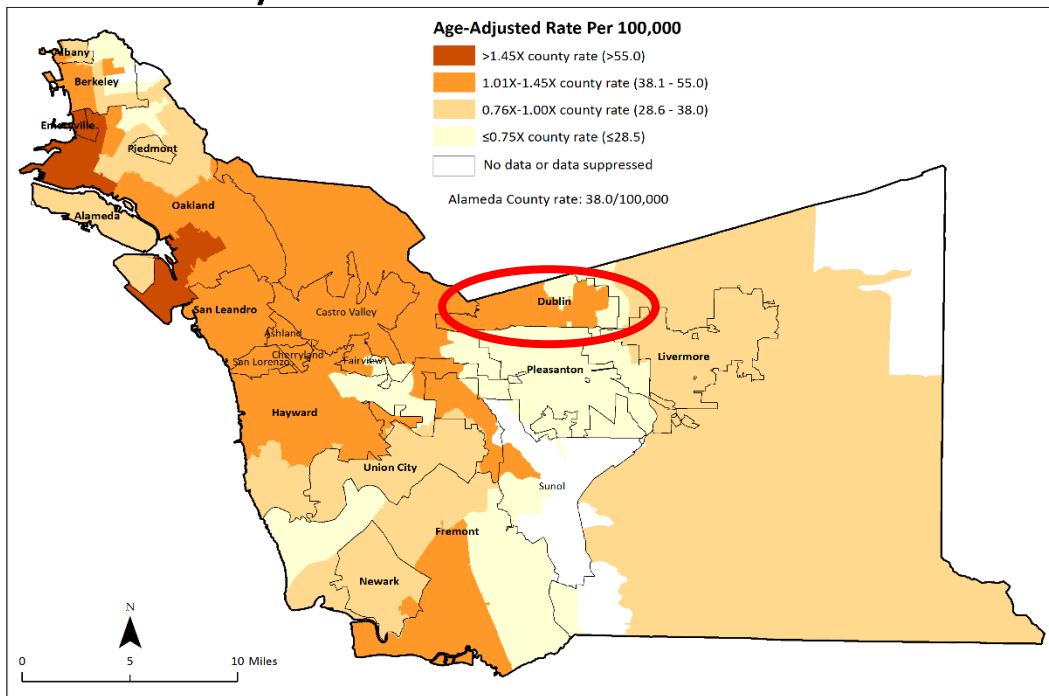 Age-Adjusted Rate Per 100,000
>1.45X county rate (>55.0)
1.01X-1.45X county rate (38.1 - 55.0)
0.76X-1.00X county rate (28.6 - 38.0)
≤0.75X county rate (≤28.5)
No data or data suppressed
Alameda County rate: 38.0/100,000
Albany
Berkeley
Emeryville
Piedmont
Oakland
Alameda
San Leandro
Castro Valley
Dublin
Ashland
Cherryland
San Lorenzo
Fairview
Livermore
Pleasanton
Hayward
Union City
Sunol
Fremont
Newark
N
0 5 10 Miles